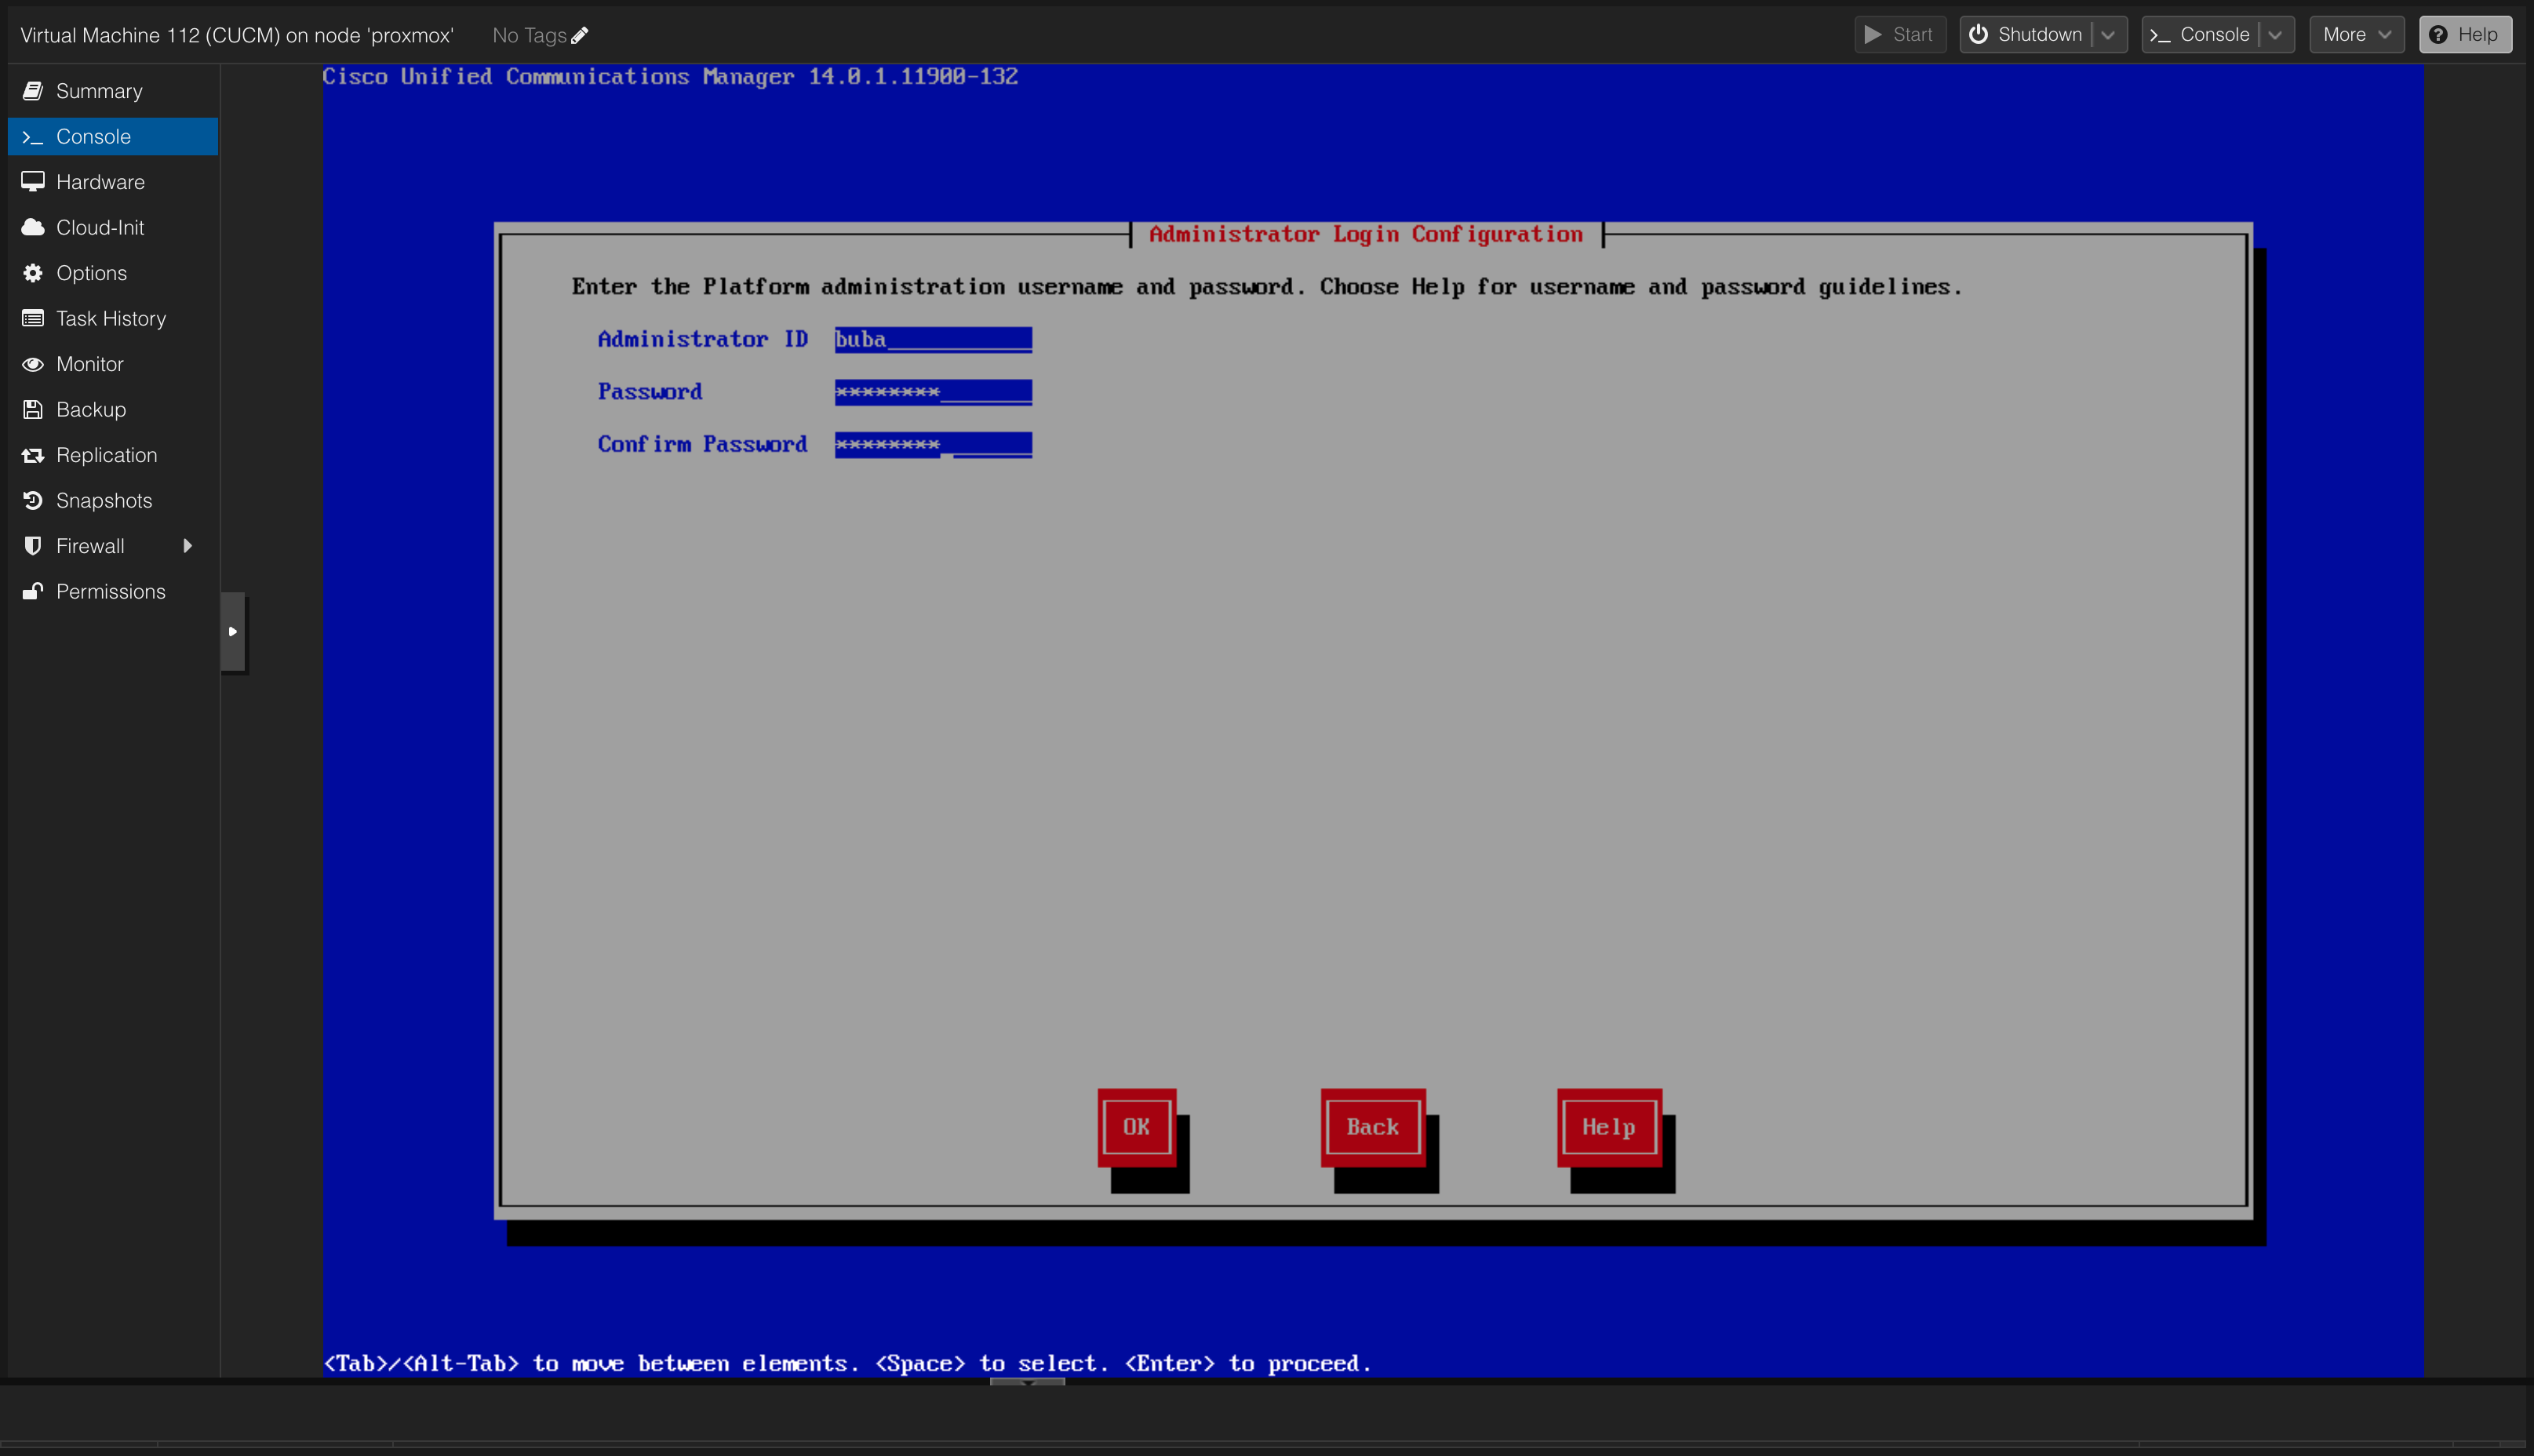 Virtual Machine 112 (CUCM) on node 'proxmox' No Tags Start Shutdown Console More Help
Summary
Console
Hardware
Cloud-Init
Options
Task History
Monitor
Backup
Replication
Snapshots
Firewall
Permissions
Cisco Unified Communications Manager 14.0.1.11900-132
Administrator Login Configuration
Enter the Platform administration username and password. Choose Help for username and password guidelines.
Administrator ID buba___________
Password ********_______
Confirm Password ********_______
OK Back Help
<Tab>/<Alt-Tab> to move between elements. <Space> to select. <Enter> to proceed.